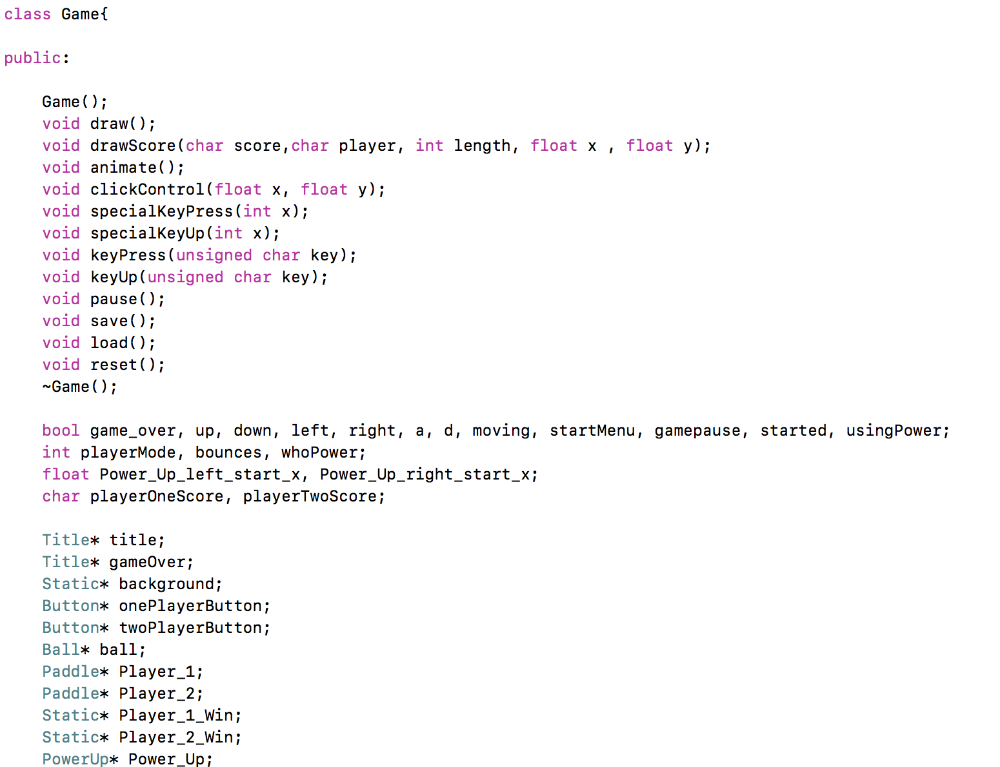 class Game{
public:
Game();
void draw();
void drawScore(char score,char player, int length, float x , float y);
void animate();
void clickControl(float x, float y);
void specialKeyPress(int x);
void specialKeyUp(int x);
void keyPress(unsigned char key);
void keyUp(unsigned char key);
void pause();
void save();
void load();
void reset();
~Game();
bool game_over, up, down, left, right, a, d, moving, startMenu, gamepause, started, usingPower;
int playerMode, bounces, whoPower;
float Power_Up_left_start_x, Power_Up_right_start_x;
char playerOneScore, playerTwoScore;
Title* title;
Title* gameOver;
Static* background;
Button* onePlayerButton;
Button* twoPlayerButton;
Ball* ball;
Paddle* Player_1;
Paddle* Player_2;
Static* Player_1_Win;
Static* Player_2_Win;
PowerUp* Power_Up;